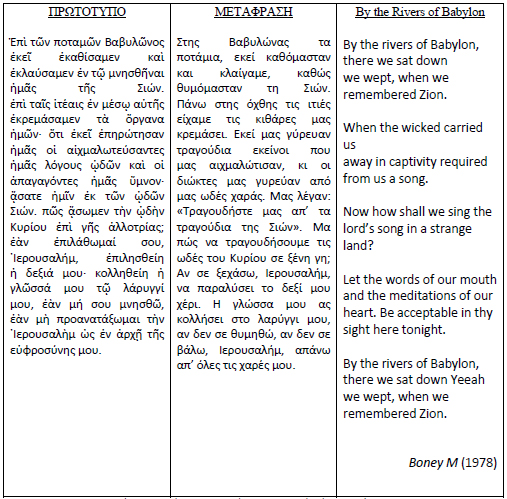 ΠΡΩΤΟΤΥΠΟ
Ἐπὶ τῶν ποταμῶν Βαβυλῶνος
ἐκεῖ ἐκαθίσαμεν καὶ
ἐκλαύσαμεν ἐν τῷ μνησθῆναι
ἡμᾶς τῆς Σιών.
ἐπὶ ταῖς ἰτέαις ἐν μέσῳ αὐτῆς
ἐκρεμάσαμεν τὰ ὄργανα
ἡμῶν· ὅτι ἐκεῖ ἐπηρώτησαν
ἡμᾶς οἱ αἰχμαλωτεύσαντες
ἡμᾶς λόγους ᾠδῶν καὶ οἱ
ἀπαγαγόντες ἡμᾶς ὕμνον·
ᾄσατε ἡμῖν ἐκ τῶν ᾠδῶν
Σιών. πῶς ᾄσωμεν τὴν ᾠδὴν
Κυρίου ἐπὶ γῆς ἀλλοτρίας;
ἐὰν ἐπιλάθωμαί σου,
Ἰερουσαλήμ, ἐπιλησθείη
ἡ δεξιά μου· κολληθείη ἡ
γλῶσσά μου τῷ λάρυγγί
μου, ἐὰν μή σου μνησθῶ,
ἐὰν μὴ προανατάξωμαι τὴν
Ἰερουσαλὴμ ὡς ἐν ἀρχῇ τῆς
εὐφροσύνης μου.
ΜΕΤΑΦΡΑΣΗ
Στης Βαβυλώνας τα
ποτάμια, εκεί καθόμασταν
και κλαίγαμε, καθώς
θυμόμασταν τη Σιών.
Πάνω στης όχθης τις ιτιές
είχαμε τις κιθάρες μας
κρεμάσει. Εκεί μας γύρευαν
τραγούδια εκείνοι που
μας αιχμαλώτισαν, κι οι
διώκτες μας γυρεύαν από
μας ωδές χαράς. Μας λέγαν:
«Τραγουδήστε μας απ’ τα
τραγούδια της Σιών». Μα
πώς να τραγουδήσουμε τις
ωδές του Κυρίου σε ξένη γη;
Αν σε ξεχάσω, Ιερουσαλήμ,
να παραλύσει το δεξί μου
χέρι. Η γλώσσα μου ας
κολλήσει στο λαρύγγι μου,
αν δεν σε θυμηθώ, αν δεν σε
βάλω, Ιερουσαλήμ, απάνω
απ’ όλες τις χαρές μου.
By the Rivers of Babylon
By the rivers of Babylon,
there we sat down
we wept, when we
remembered Zion.
When the wicked carried
us
away in captivity required
from us a song.
Now how shall we sing the
lord’s song in a strange
land?
Let the words of our mouth
and the meditations of our
heart. Be acceptable in thy
sight here tonight.
By the rivers of Babylon,
there we sat down Yeeah
we wept, when we
remembered Zion.
Boney M (1978)